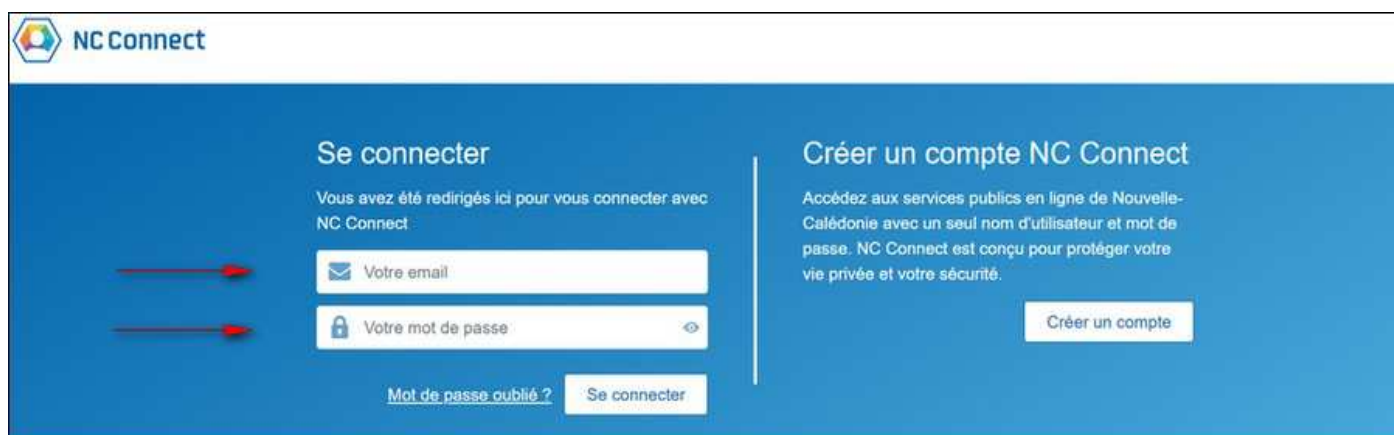 NC CONNECT
Se connecter
Vous avez été redirigés ici pour vous connecter avec
NC Connect
Votre email
Votre mot de passe
Mot de passe oublié ?
Se connecter
Créer un compte NC Connect
Accédez aux services publics en ligne de Nouvelle-
Calédonie avec un seul nom d'utilisateur et mot de
passe. NC Connect est conçu pour protéger votre
vie privée et votre sécurité.
Créer un compte